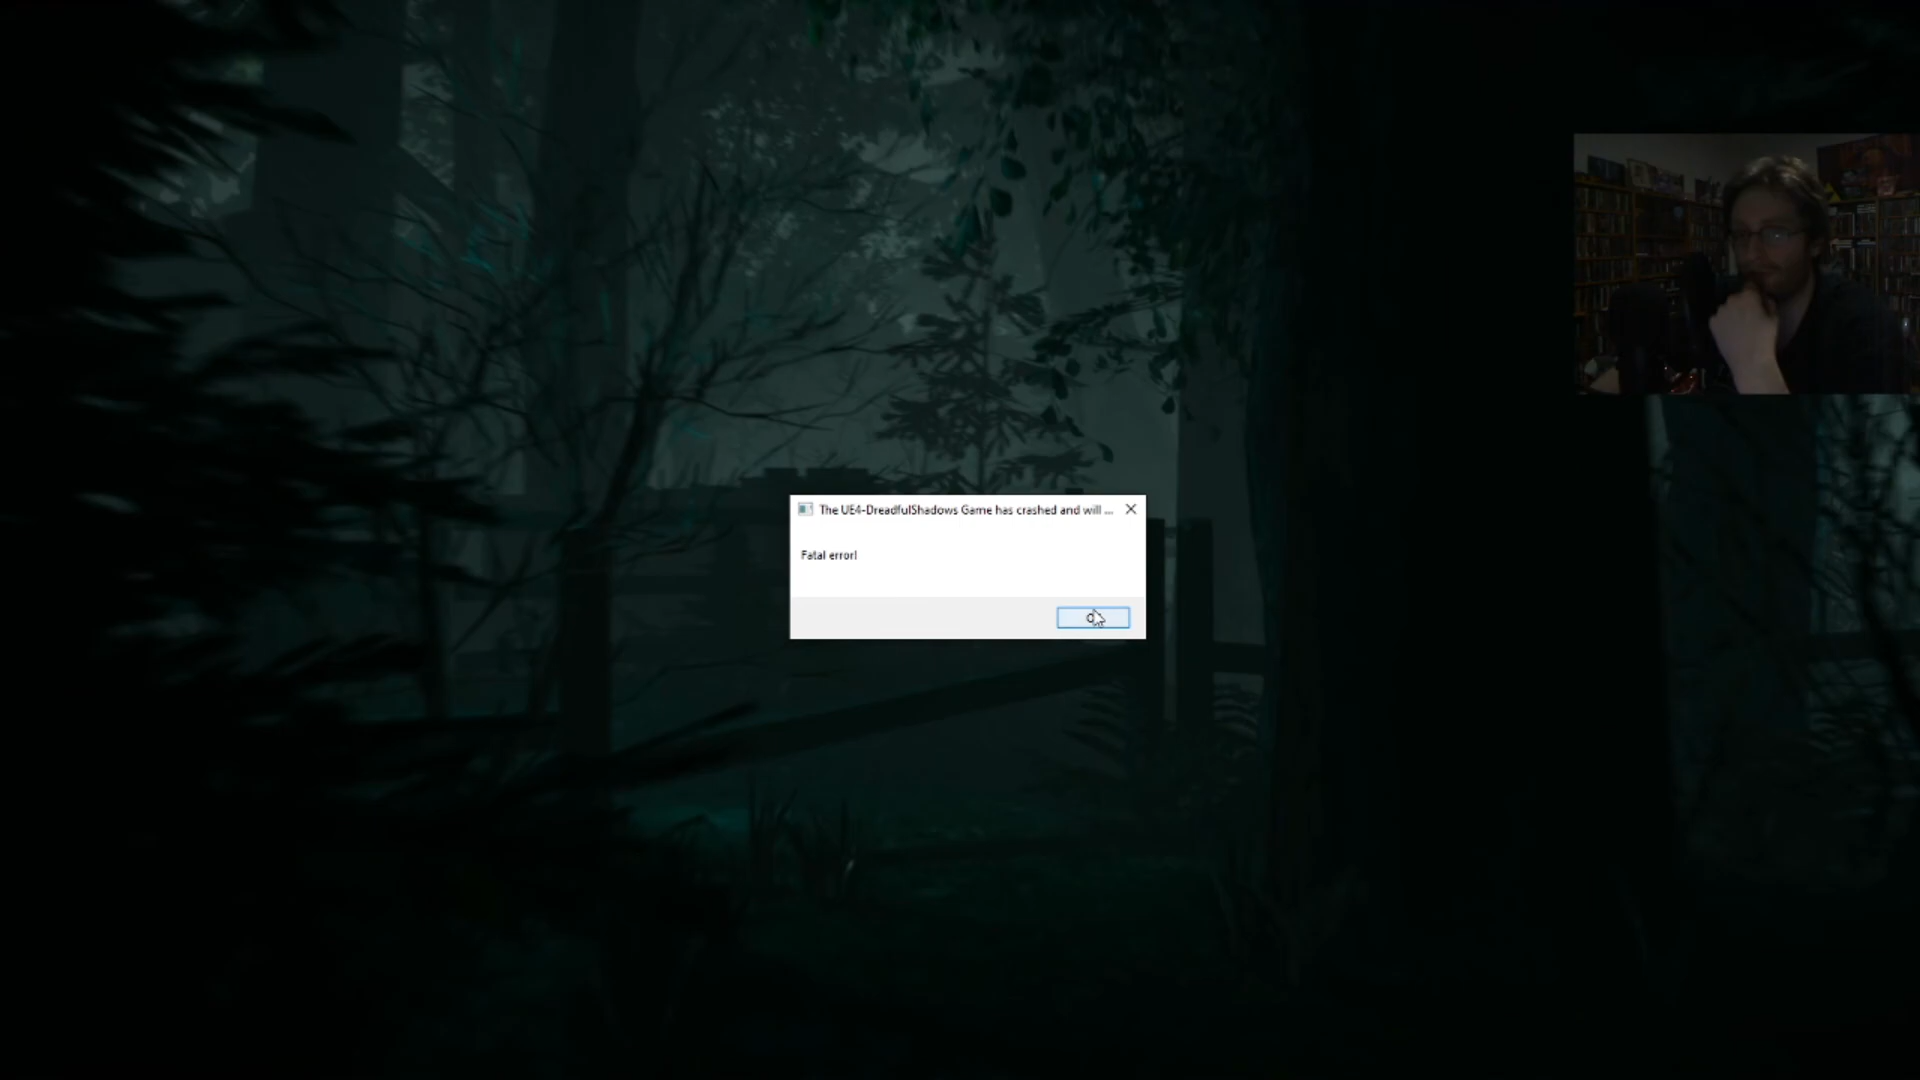 The UE4-DreadfulShadows Game has crashed and will ...
Fatal error!